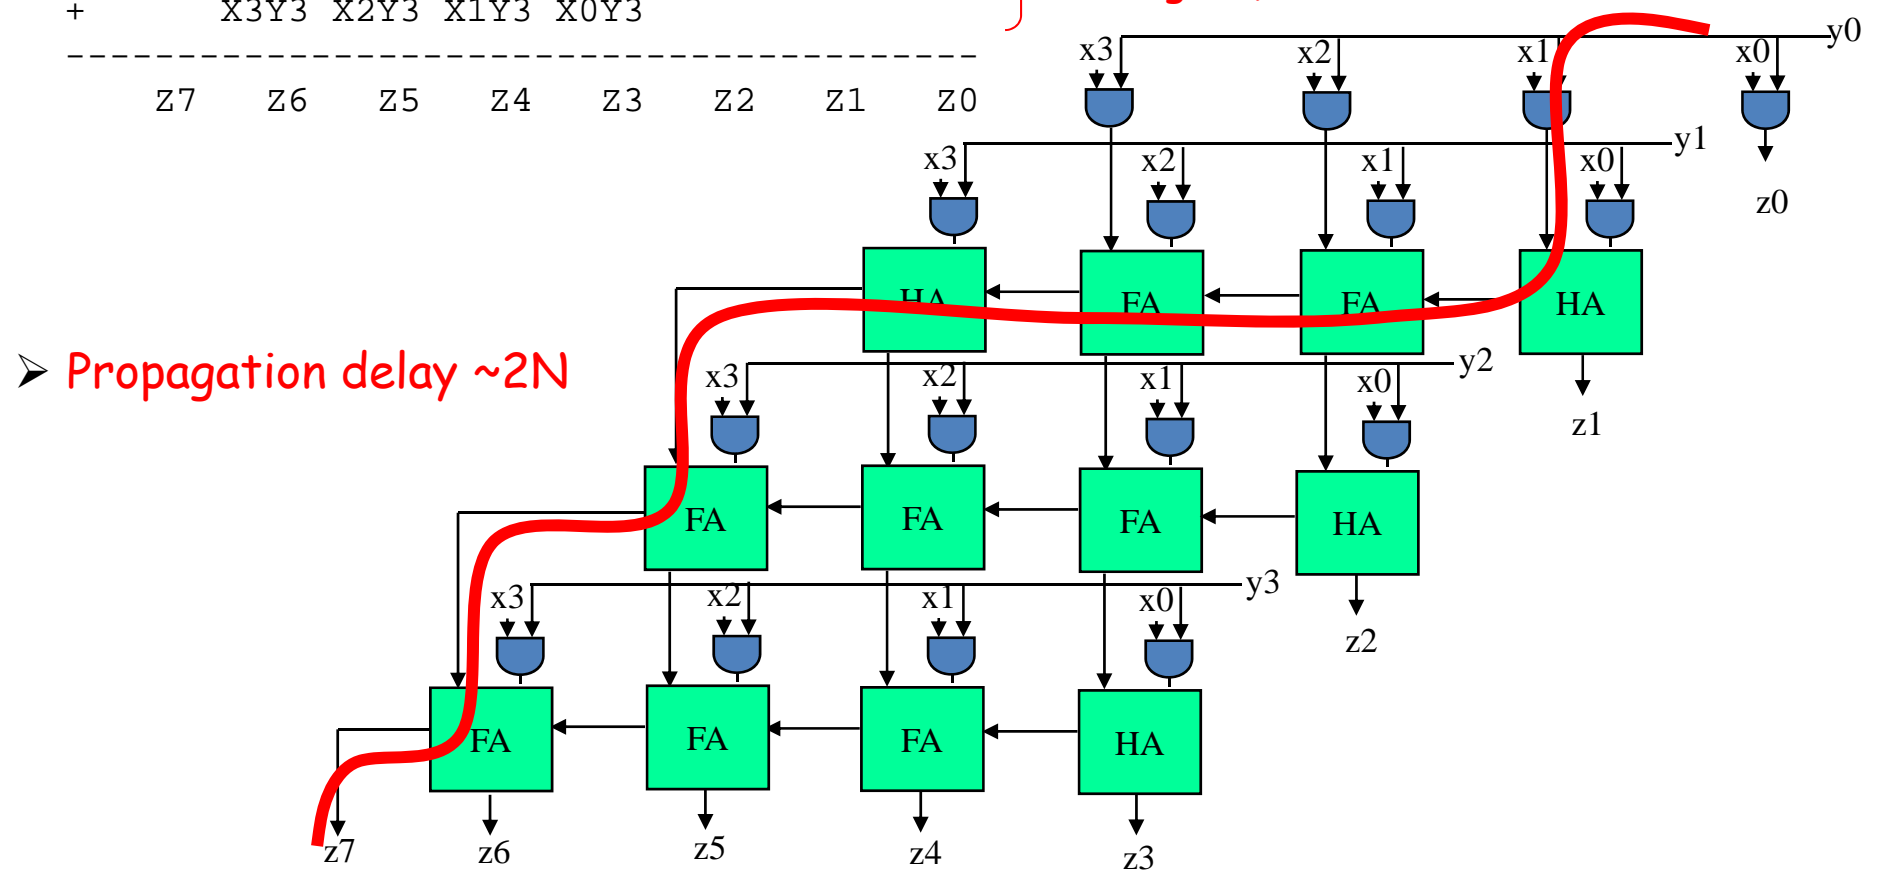 + X3Y3 X2Y3 X1Y3 X0Y3
-----------------------------------------
Z7 Z6 Z5 Z4 Z3 Z2 Z1 Z0
y0
x3 x2 x1 x0
y1
x3 x2 x1 x0
z0
HA FA FA HA
➢ Propagation delay ~2N
y2
x3 x2 x1 x0
z1
FA FA FA HA
y3
x3 x2 x1 x0
z2
FA FA FA HA
z7 z6 z5 z4 z3